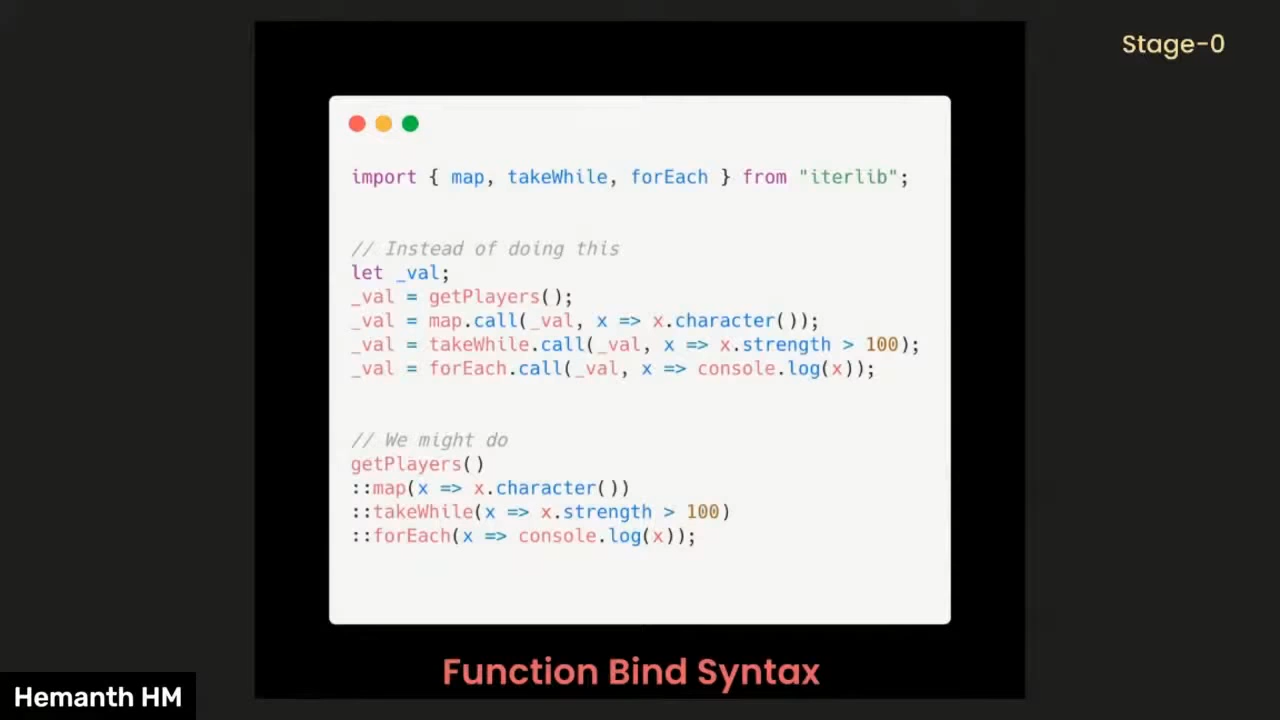 Stage-0
import { map, takeWhile, forEach } from "iterlib";
// Instead of doing this
let _val;
_val = getPlayers();
_val = map.call(_val, x => x.character());
_val = takeWhile.call(_val, x => x.strength > 100);
_val = forEach.call(_val, x => console.log(x));
// We might do
getPlayers()
::map(x => x.character())
::takeWhile(x => x.strength > 100)
::forEach(x => console.log(x));
Function Bind Syntax
Hemanth HM